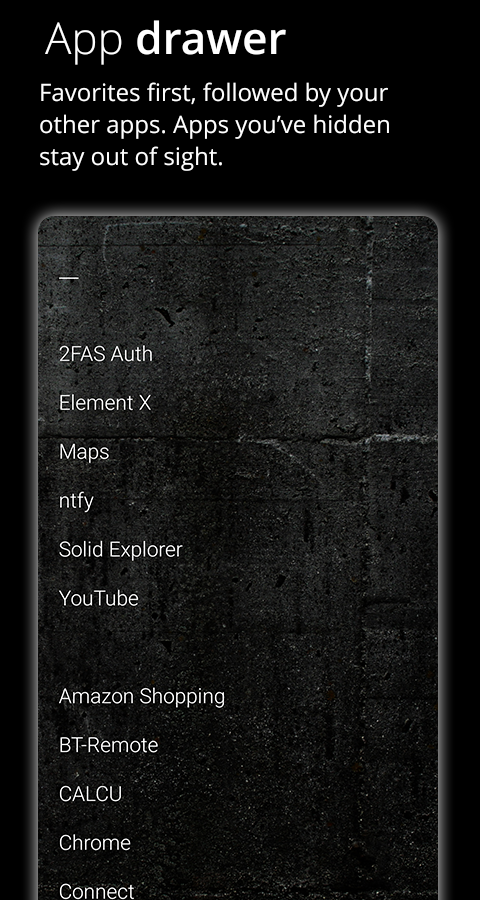 App drawer
Favorites first, followed by your
other apps. Apps you’ve hidden
stay out of sight.
2FAS Auth
Element X
Maps
ntfy
Solid Explorer
YouTube
Amazon Shopping
BT-Remote
CALCU
Chrome
Connect